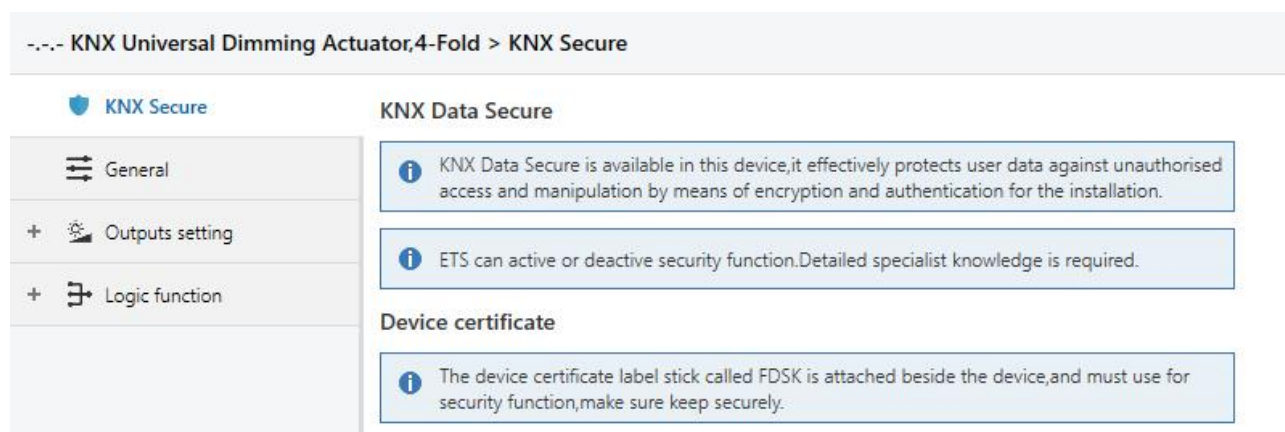 -.-.- KNX Universal Dimming Actuator,4-Fold > KNX Secure
KNX Secure
General
+ Outputs setting
+ Logic function
KNX Data Secure
KNX Data Secure is available in this device,it effectively protects user data against unauthorised
access and manipulation by means of encryption and authentication for the installation.
ETS can active or deactive security function.Detailed specialist knowledge is required.
Device certificate
The device certificate label stick called FDSK is attached beside the device,and must use for
security function,make sure keep securely.